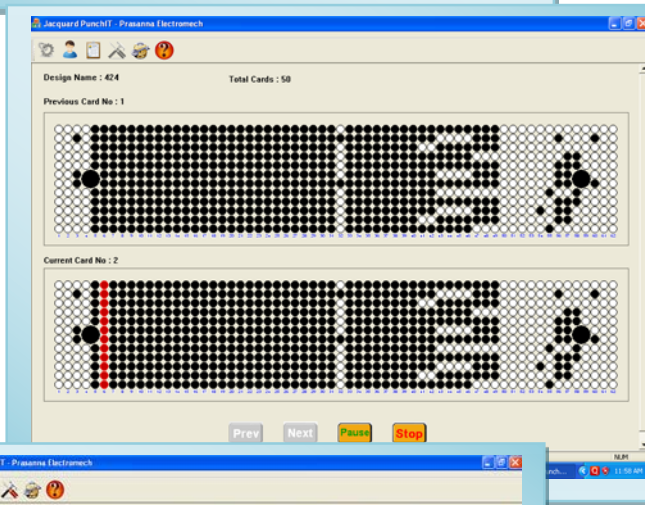 Jacquard PunchIT - Prasanna Electromech
Design Name : 424 Total Cards : 50
Previous Card No : 1
Current Card No : 2
Prev Next Pause Stop
NUM
11:58 AM
T - Prasanna Electromech